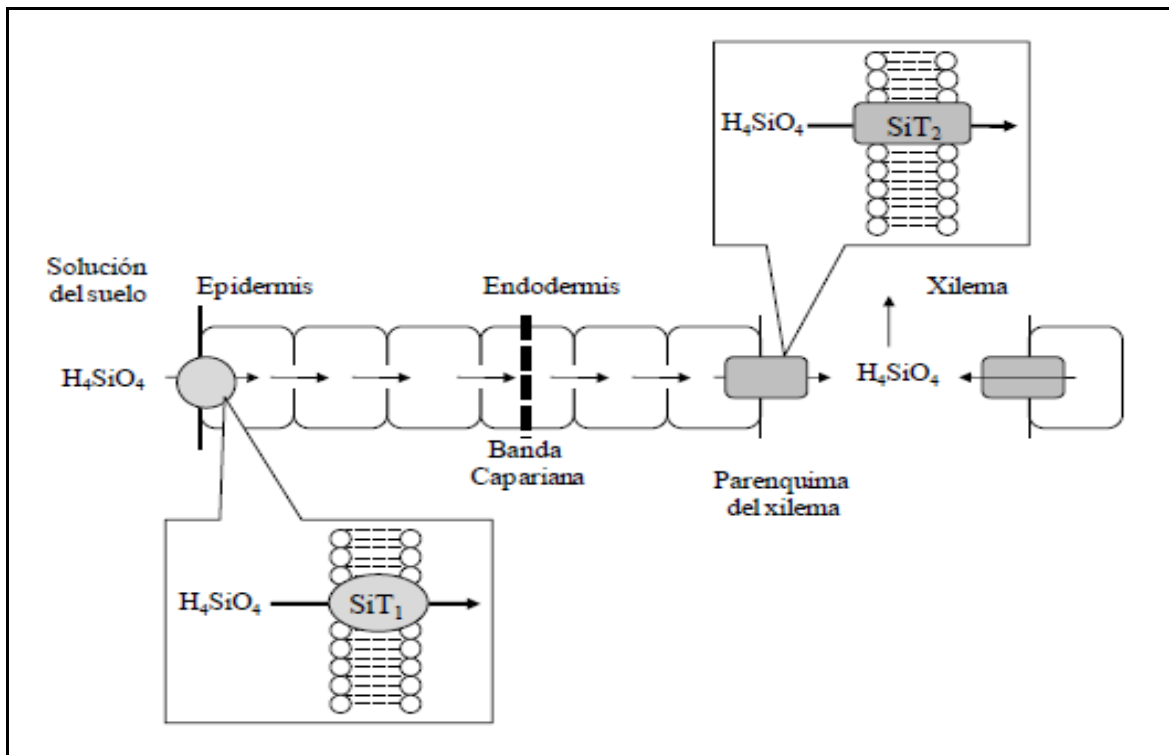 H₄SiO₄
SiT₂
Solución
del suelo
Epidermis
Endodermis
Xilema
H₄SiO₄
H₄SiO₄
Banda
Capariana
Parenquima
del xilema
H₄SiO₄
SiT₁